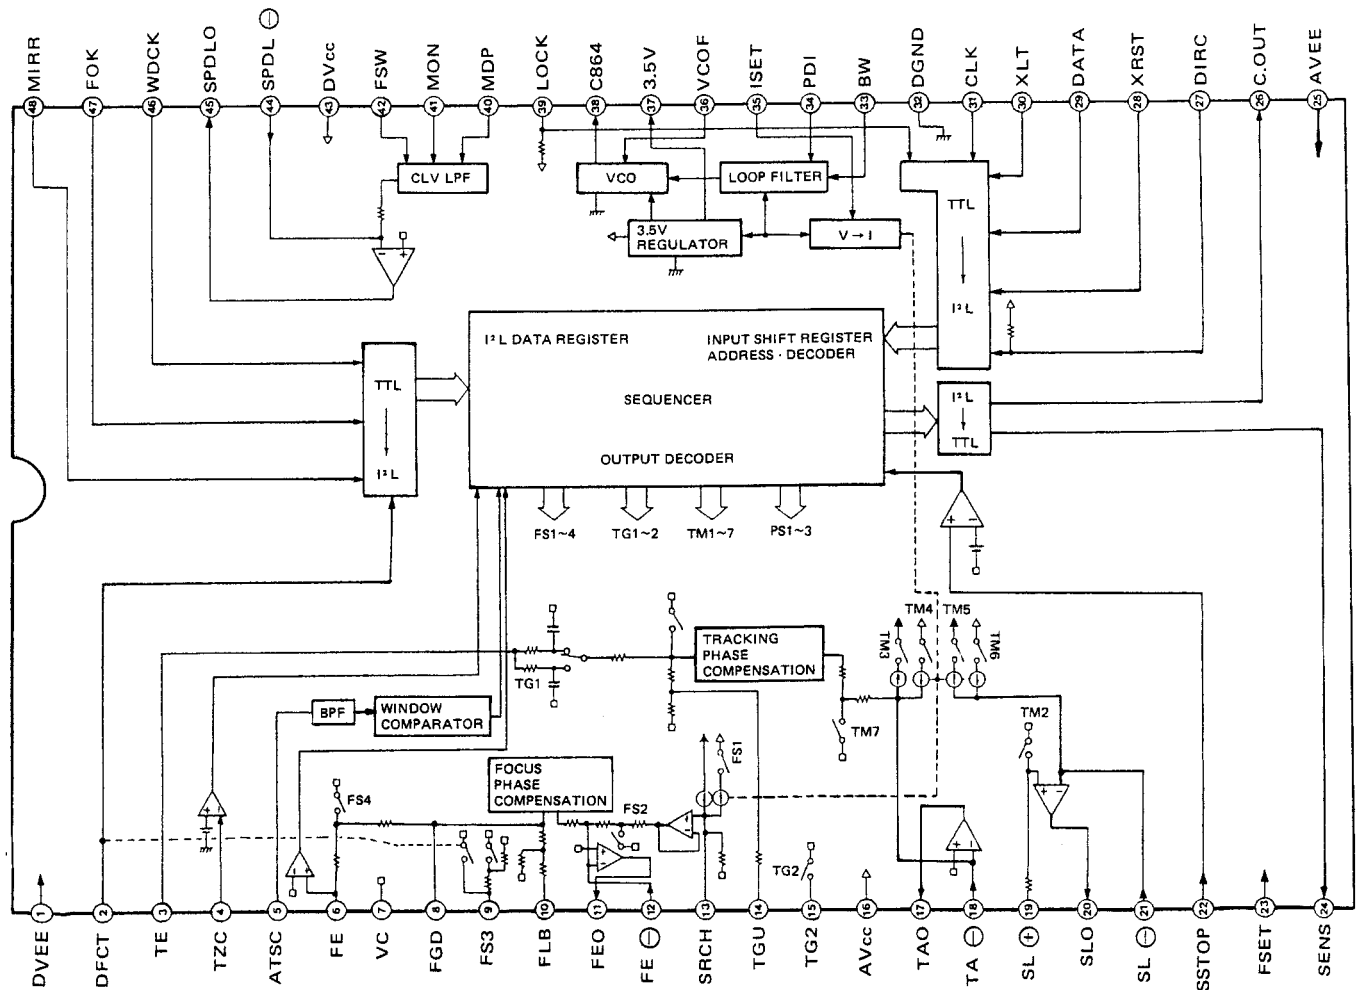 MIRR
FOK
WDCK
SPDLO
SPDL ⊖
DVcc
FSW
MON
MDP
LOCK
C864
3.5V
VCOF
ISET
PDI
BW
DGND
CLK
XLT
DATA
XRST
DIRC
C.OUT
AVEE
48
47
46
45
44
43
42
41
40
39
38
37
36
35
34
33
32
31
30
29
28
27
26
25
CLV LPF
VCO
LOOP FILTER
3.5V
REGULATOR
V → I
TTL
I²L
TTL
I²L
I²L DATA REGISTER
INPUT SHIFT REGISTER
ADDRESS · DECODER
SEQUENCER
OUTPUT DECODER
I²L
TTL
FS1~4
TG1~2
TM1~7
PS1~3
TG1
TRACKING
PHASE
COMPENSATION
TM3
TM4
TM5
TM6
TM7
TM2
BPF
WINDOW
COMPARATOR
FS4
FOCUS
PHASE
COMPENSATION
FS2
FS1
TG2
1
2
3
4
5
6
7
8
9
10
11
12
13
14
15
16
17
18
19
20
21
22
23
24
DVEE
DFCT
TE
TZC
ATSC
FE
VC
FGD
FS3
FLB
FEO
FE ⊖
SRCH
TGU
TG2
AVcc
TAO
TA ⊖
SL ⊕
SLO
SL ⊖
SSTOP
FSET
SENS